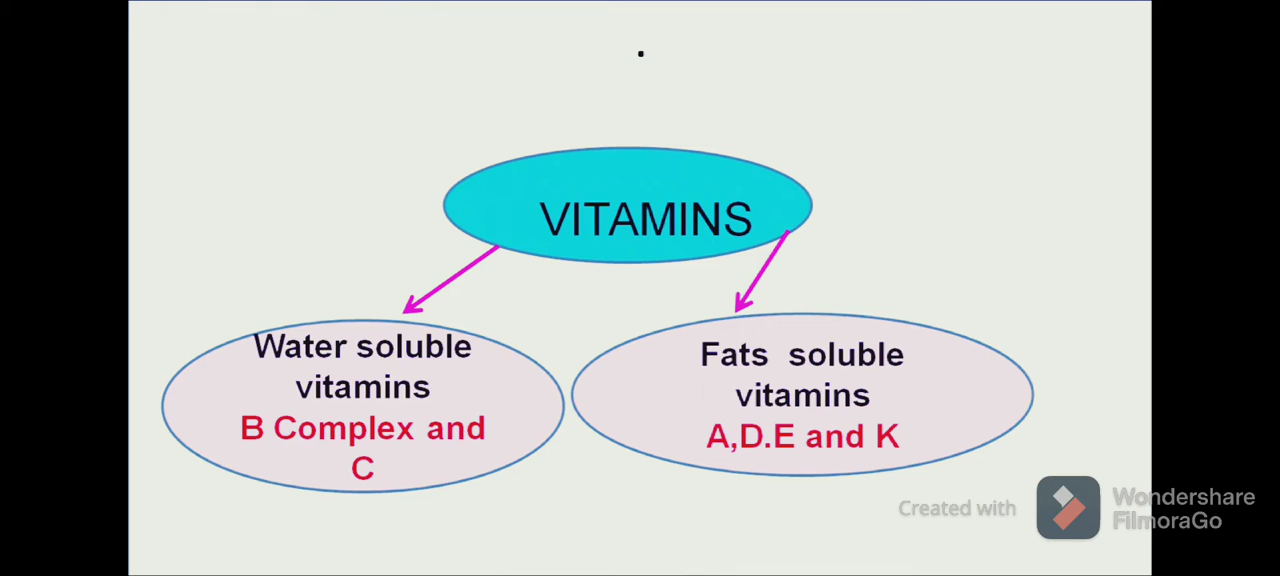 VITAMINS
Water soluble
vitamins
B Complex and
C
Fats soluble
vitamins
A,D.E and K
Created with
Wondershare
FilmoraGo